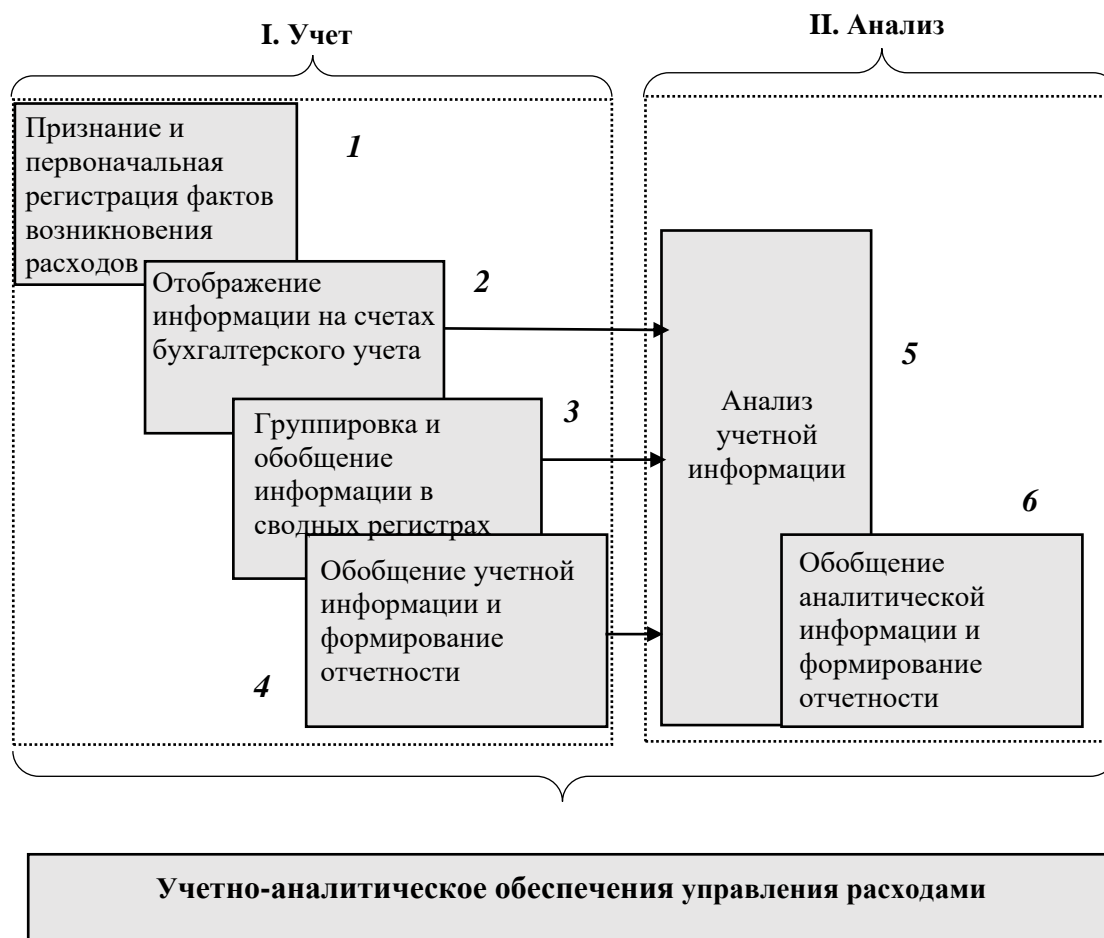 I. Учет
II. Анализ
Признание и
первоначальная
регистрация фактов
возникновения
расходов
1
Отображение
информации на счетах
бухгалтерского учета
2
Группировка и
обобщение
информации в
сводных регистрах
3
Обобщение учетной
информации и
формирование
отчетности
4
Анализ
учетной
информации
5
Обобщение
аналитической
информации и
формирование
отчетности
6
Учетно-аналитическое обеспечения управления расходами